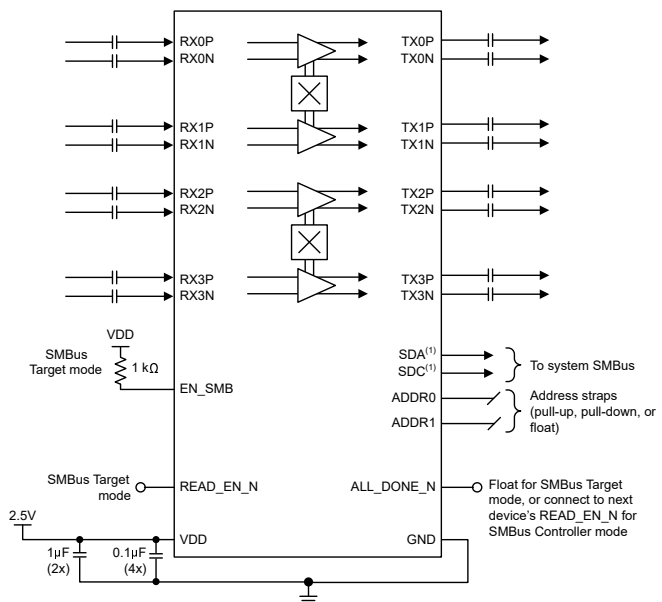 RX0P
RX0N
TX0P
TX0N
RX1P
RX1N
TX1P
TX1N
RX2P
RX2N
TX2P
TX2N
RX3P
RX3N
TX3P
TX3N
VDD
SMBus
Target mode
1 kΩ
EN_SMB
SDA(1)
SDC(1)
To system SMBus
ADDR0
ADDR1
Address straps
(pull-up, pull-down, or
float)
SMBus Target
mode
READ_EN_N
ALL_DONE_N
Float for SMBus Target
mode, or connect to next
device's READ_EN_N for
SMBus Controller mode
2.5V
VDD
GND
1μF
(2x)
0.1μF
(4x)